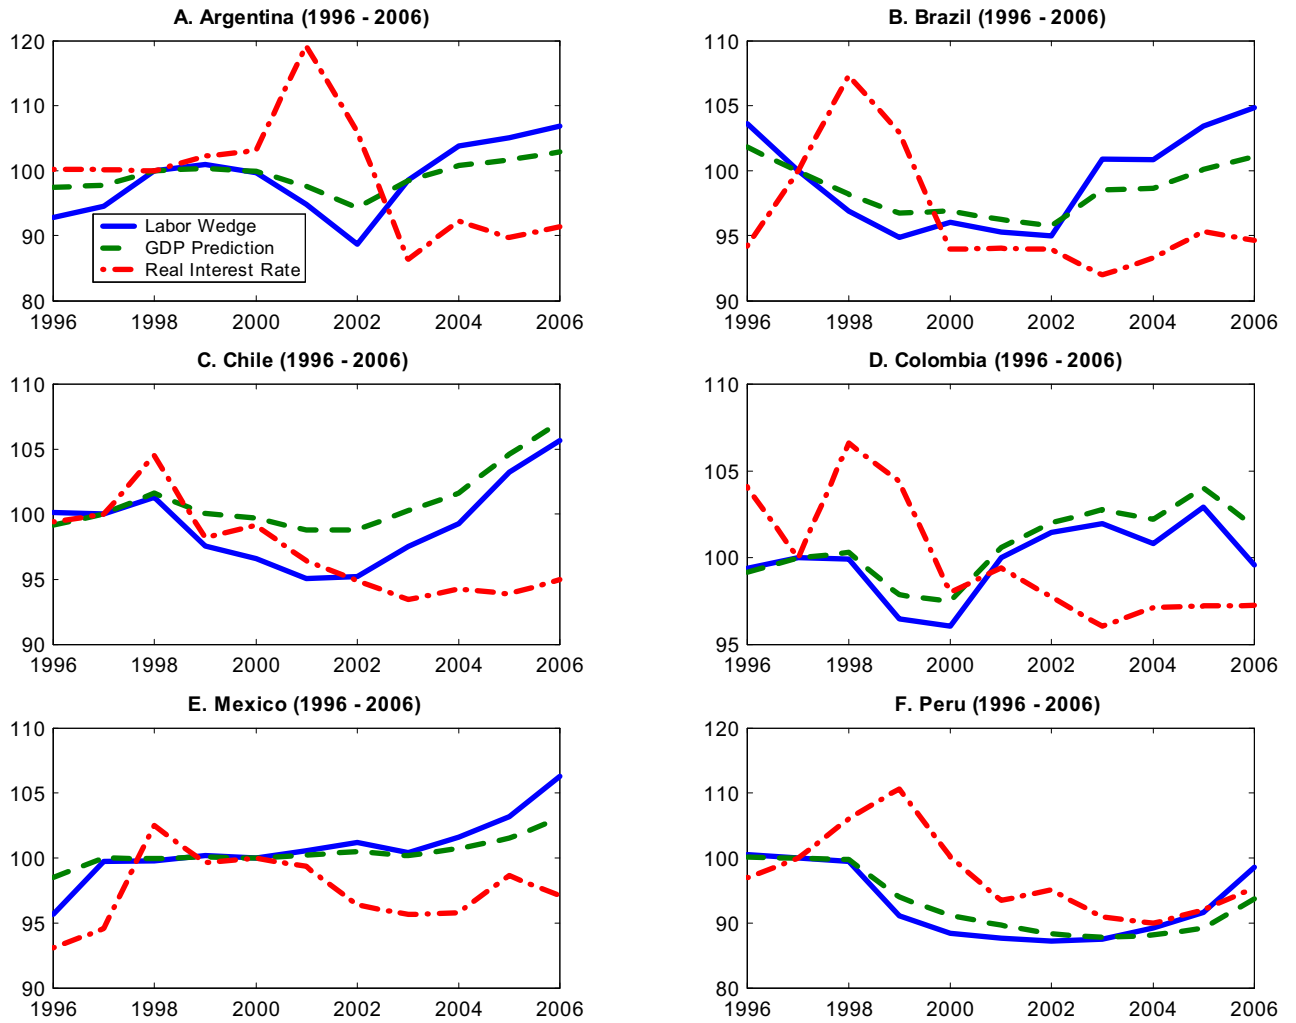 A. Argentina (1996 - 2006)
120
110
100
90
80
Labor Wedge
GDP Prediction
Real Interest Rate
1996 1998 2000 2002 2004 2006
B. Brazil (1996 - 2006)
110
105
100
95
90
1996 1998 2000 2002 2004 2006
C. Chile (1996 - 2006)
110
105
100
95
90
1996 1998 2000 2002 2004 2006
D. Colombia (1996 - 2006)
110
105
100
95
1996 1998 2000 2002 2004 2006
E. Mexico (1996 - 2006)
110
105
100
95
90
1996 1998 2000 2002 2004 2006
F. Peru (1996 - 2006)
120
110
100
90
80
1996 1998 2000 2002 2004 2006